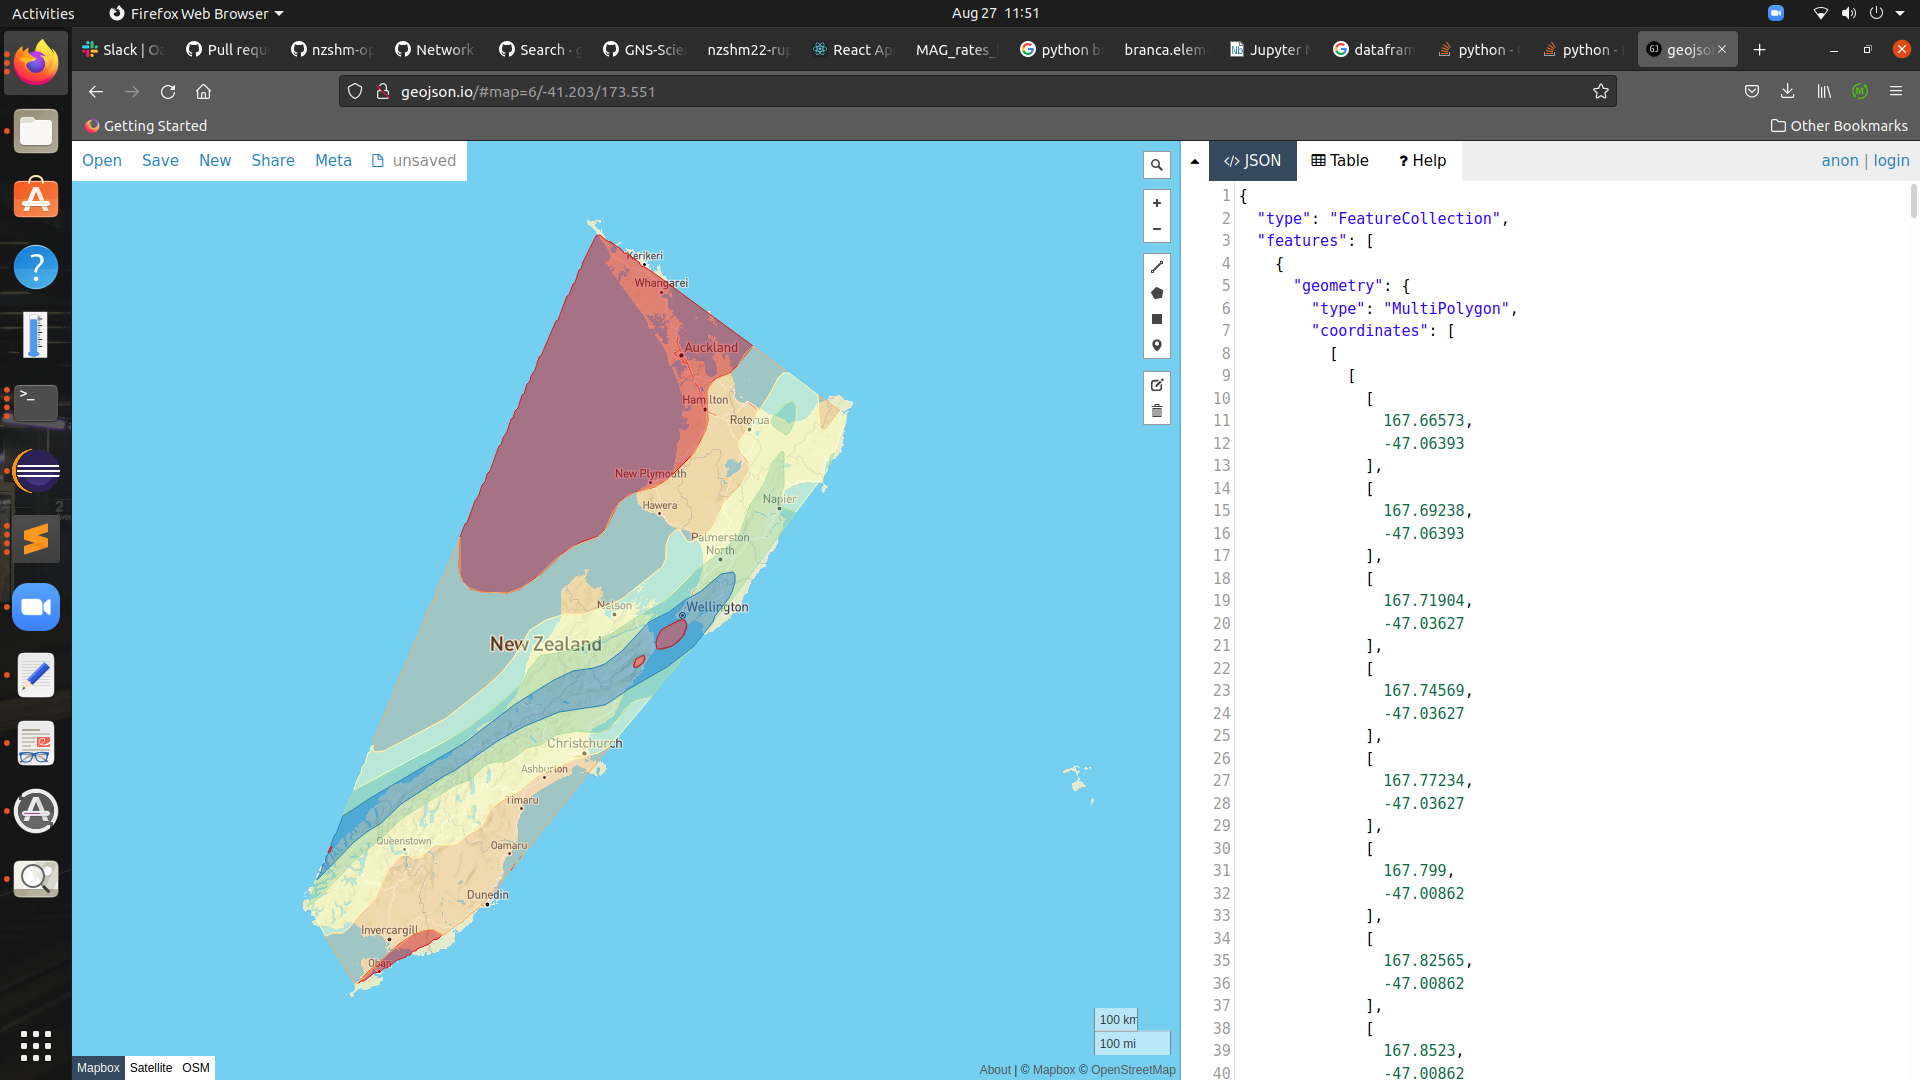 Activities
Firefox Web Browser
Aug 27 11:51
Slack | Oa
Pull requ
nzshm-op
Network
Search · g
GNS-Scie
nzshm22-rup
React Ap
MAG_rates_
python b
branca.elem
Jupyter N
datafram
python -
python -
geojso
geojson.io/#map=6/-41.203/173.551
Getting Started
Other Bookmarks
Open
Save
New
Share
Meta
unsaved
</> JSON
Table
? Help
anon | login
Kerikeri
Whangarei
Auckland
Hamilton
Rotorua
New Plymouth
Hawera
Napier
Palmerston
North
Nelson
Wellington
New Zealand
Christchurch
Ashburton
Timaru
Queenstown
Oamaru
Dunedin
Invercargill
Oban
100 km
100 mi
Mapbox
Satellite
OSM
About | © Mapbox © OpenStreetMap
1 {
2 "type": "FeatureCollection",
3 "features": [
4 {
5 "geometry": {
6 "type": "MultiPolygon",
7 "coordinates": [
8 [
9 [
10 [
11 167.66573,
12 -47.06393
13 ],
14 [
15 167.69238,
16 -47.06393
17 ],
18 [
19 167.71904,
20 -47.03627
21 ],
22 [
23 167.74569,
24 -47.03627
25 ],
26 [
27 167.77234,
28 -47.03627
29 ],
30 [
31 167.799,
32 -47.00862
33 ],
34 [
35 167.82565,
36 -47.00862
37 ],
38 [
39 167.8523,
40 -47.00862